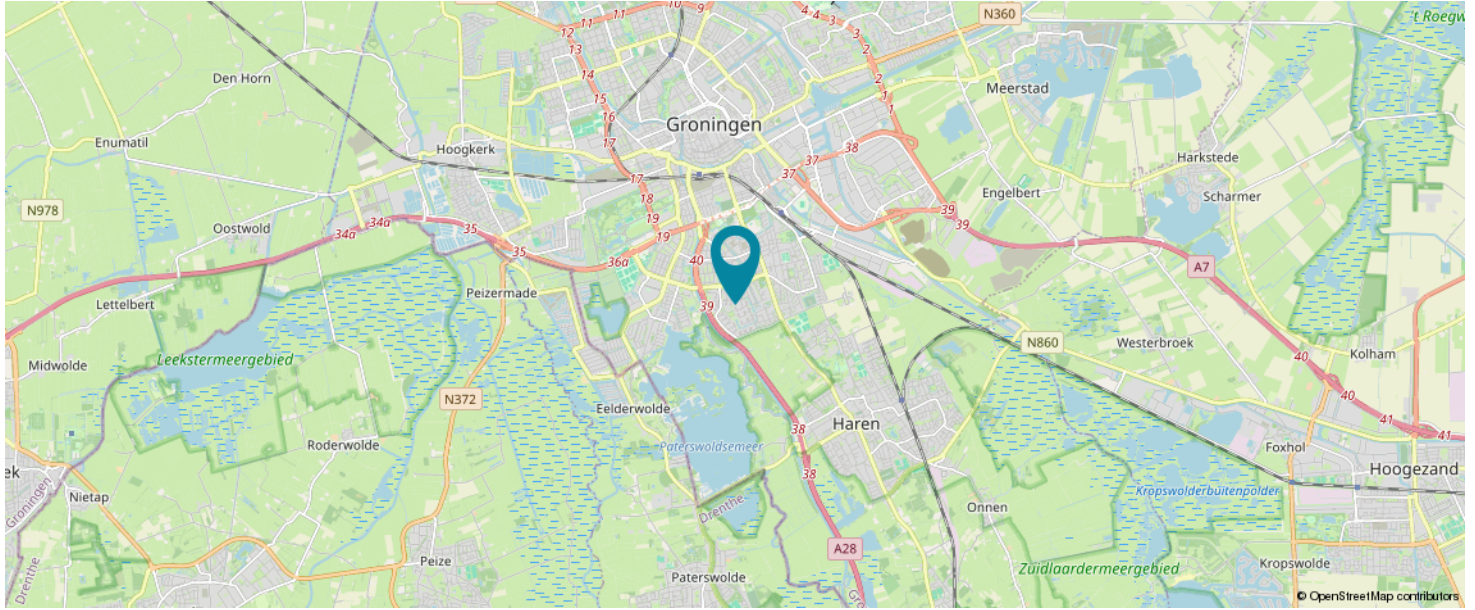 11
11
10
9
4
4
3
N360
t Roegw
12
13
3
2
Den Horn
14
2
1
Meerstad
15
1
16
Groningen
Enumatil
17
Hoogkerk
38
37
Harkstede
17
37
Engelbert
Scharmer
18
N978
39
34a
19
39
Oostwold
34a
35
19
35
36a
40
A7
Peizermade
Lettelbert
39
Westerbroek
N860
40
Kolham
Midwolde
Leekstermeergebied
N372
40
Eelderwolde
41
Haren
38
41
Roderwolde
Paterswoldsemeer
Foxhol
ek
38
Hoogezand
Groningen
Nietap
Kropswolderbuitenpolder
Drenthe
Onnen
A28
Peize
Kropswolde
Drenthe
Paterswolde
Zuidlaardermeergebied
Gro
© OpenStreetMap contributors